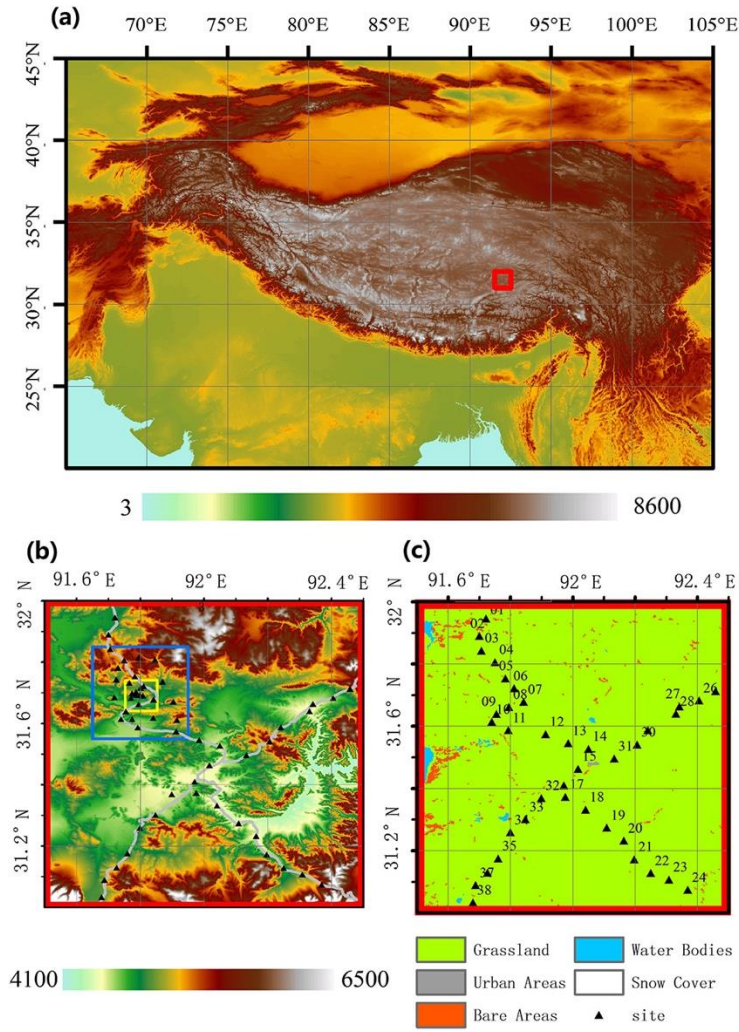 (a)
70°E 75°E 80°E 85°E 90°E 95°E 100°E 105°E
45°N
40°N
35°N
30°N
25°N
3 8600
(b)
91.6°E 92°E 92.4°E
32° N
31.6° N
31.2° N
4100 6500
(c)
91.6°E 92°E 92.4°E
32° N
31.6° N
31.2° N
01
02
03
04
05
06
07
08
09
10
11
12
13
14
15
17
18
19
20
21
22
23
24
26
27
28
30
31
32
33
34
35
37
38
Grassland Water Bodies
Urban Areas Snow Cover
Bare Areas site